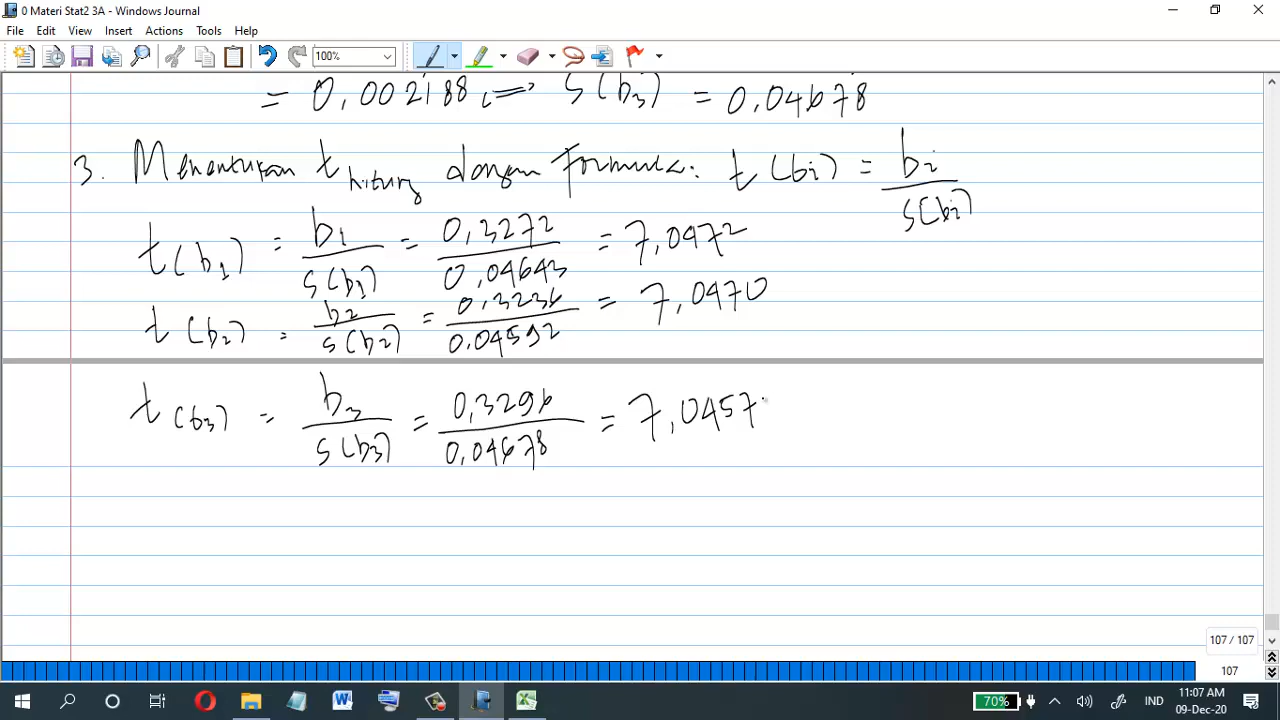 0 Materi Stat2 3A - Windows Journal
File Edit View Insert Actions Tools Help
100%
= 0,002188 <=> s(b3) = 0,04678
3. Menentukan t hitung dengan formula: t(bi) = bi / s(bi)
t(b1) = b1 / s(b1) = 0,3272 / 0,04643 = 7,0472
t(b2) = b2 / s(b2) = 0,3236 / 0.04592 = 7,0470
t(b3) = b3 / s(b3) = 0,3296 / 0,04678 = 7,0457
107 / 107
107
70% IND 11:07 AM
09-Dec-20